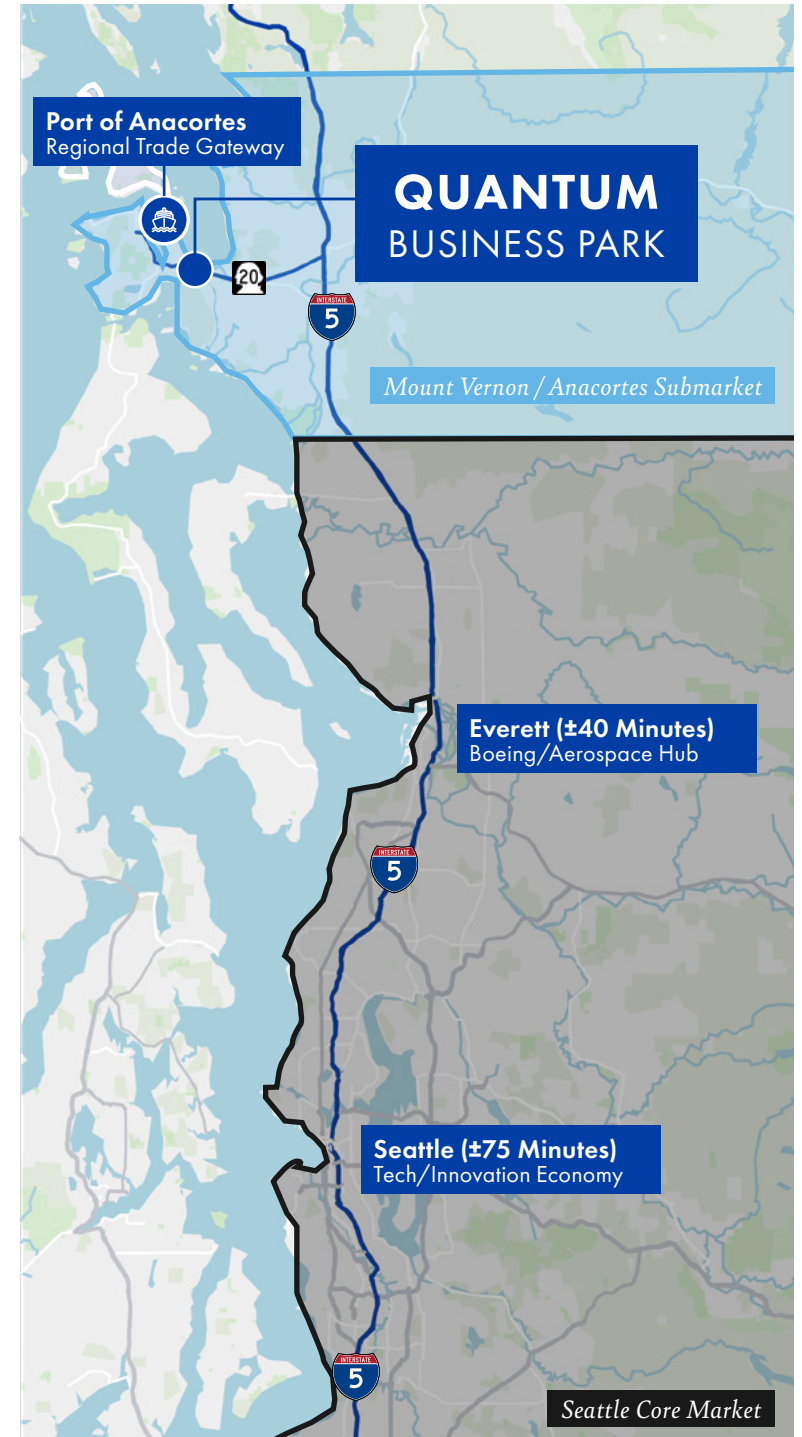 Port of Anacortes
Regional Trade Gateway
QUANTUM
BUSINESS PARK
20
INTERSTATE
5
Mount Vernon / Anacortes Submarket
Everett (±40 Minutes)
Boeing/Aerospace Hub
INTERSTATE
5
Seattle (±75 Minutes)
Tech/Innovation Economy
INTERSTATE
5
Seattle Core Market